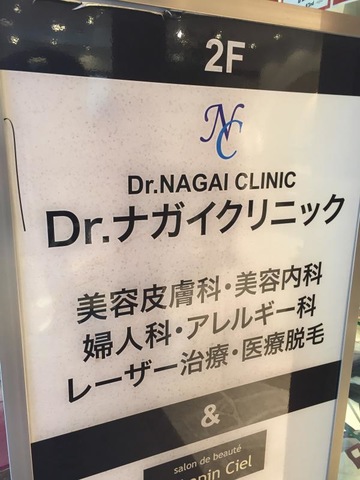 2F
NC
Dr.NAGAI CLINIC
Dr.ナガイクリニック
美容皮膚科・美容内科
婦人科・アレルギー科
レーザー治療・医療脱毛
&
salon de beauté
Ciel